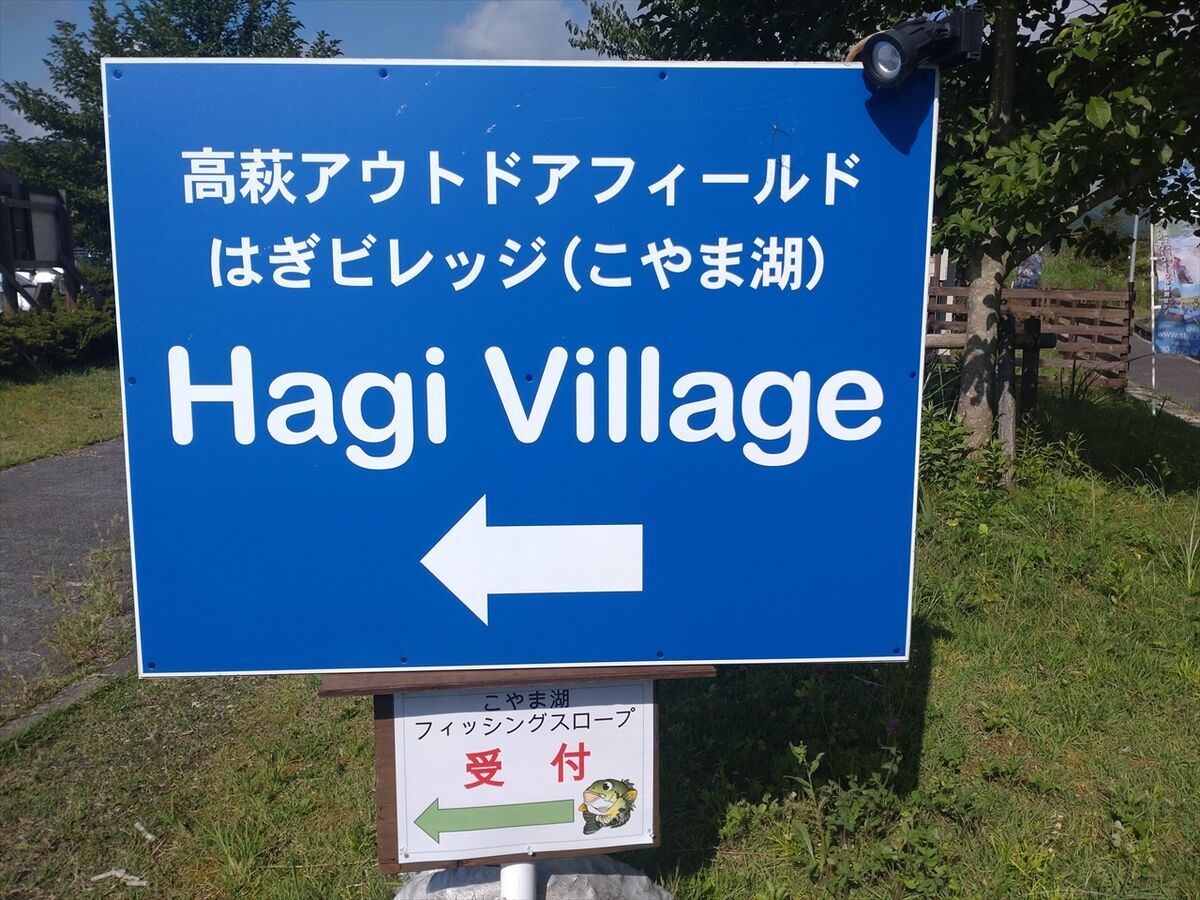 高萩アウトドアフィールド
はぎビレッジ(こやま湖)
Hagi Village
こやま湖
フィッシングスロープ
受 付